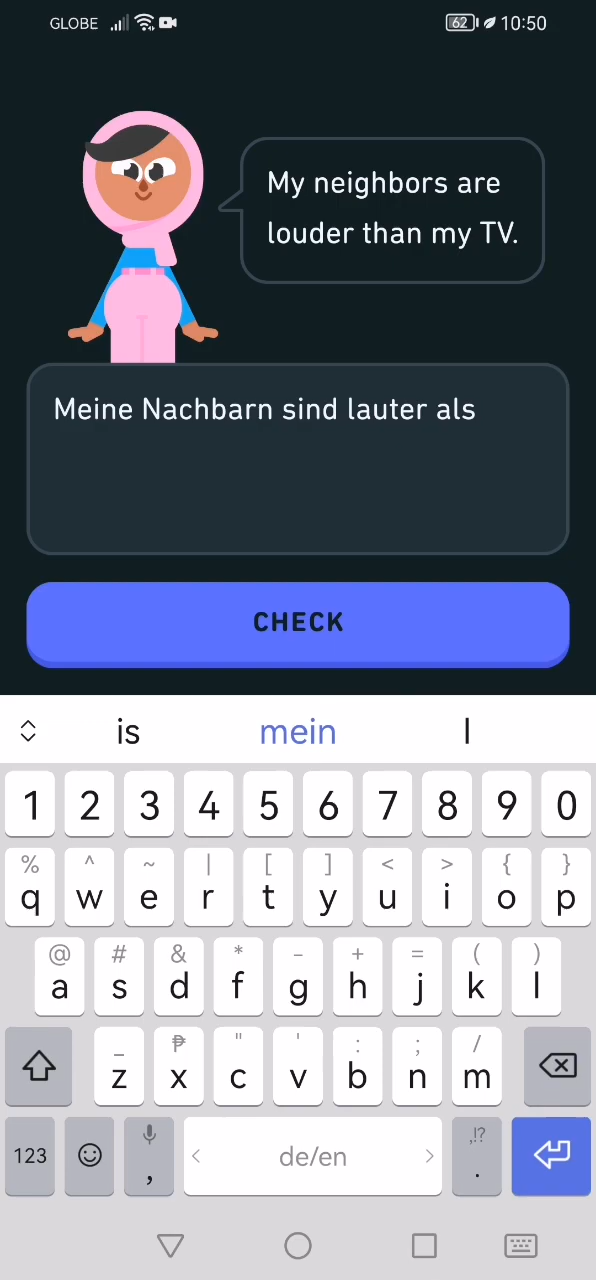 GLOBE 62 10:50
My neighbors are
louder than my TV.
Meine Nachbarn sind lauter als
CHECK
is mein I
1 2 3 4 5 6 7 8 9 0
% ^ ~ | [ ] < > { }
q w e r t y u i o p
@ # & * - + = ( )
a s d f g h j k l
_ ₱ " ' : ; /
z x c v b n m
,!?
123 , < de/en > .